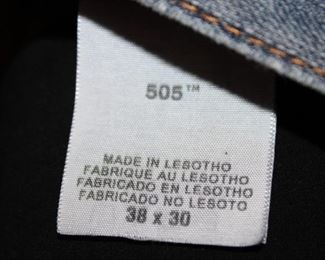 505™
MADE IN LESOTHO
FABRIQUE AU LESOTHO
FABRICADO EN LESOTHO
FABRICADO NO LESOTO
38 x 30